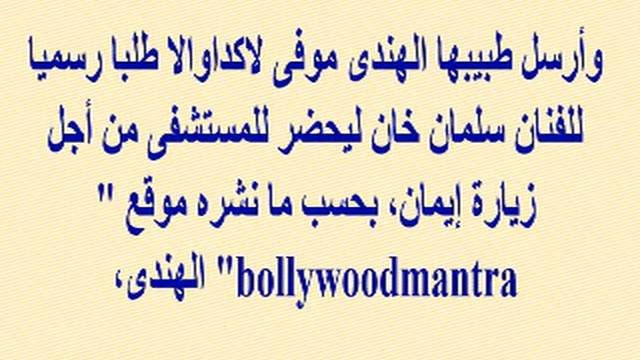 وأرسل طبيبها الهندى موفى لاكداوالا طلبا رسميا
للفنان سلمان خان ليحضر للمستشفى من أجل
زيارة إيمان، بحسب ما نشره موقع "
bollywoodmantra" الهندى،